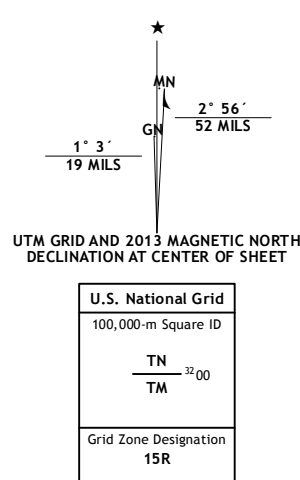 ★
MN
GN
2° 56´
52 MILS
1° 3´
19 MILS
UTM GRID AND 2013 MAGNETIC NORTH
DECLINATION AT CENTER OF SHEET
U.S. National Grid
100,000-m Square ID
TN
3200
TM
Grid Zone Designation
15R